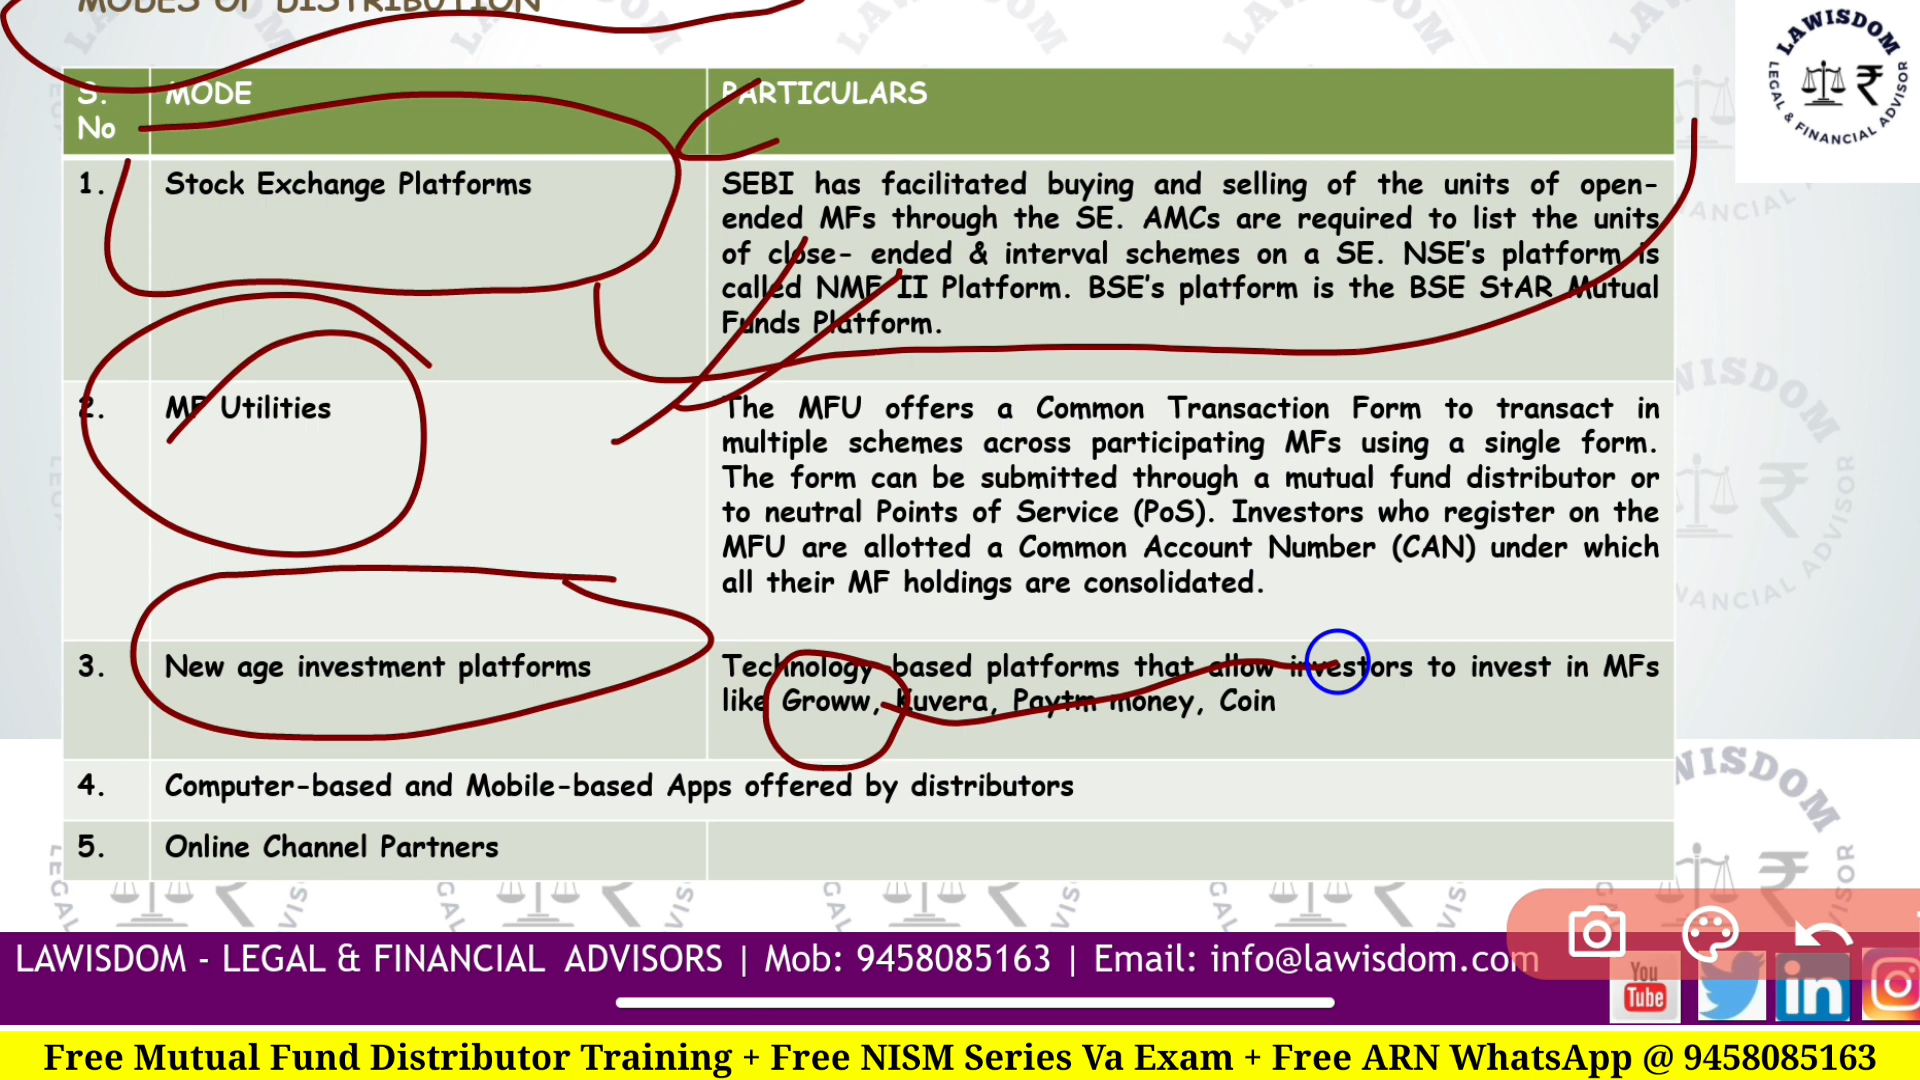 MODES OF DISTRIBUTION
S. No
MODE
PARTICULARS
1.
Stock Exchange Platforms
SEBI has facilitated buying and selling of the units of open-
ended MFs through the SE. AMCs are required to list the units
of close- ended & interval schemes on a SE. NSE's platform is
called NMF II Platform. BSE's platform is the BSE StAR Mutual
Funds Platform.
2.
MF Utilities
The MFU offers a Common Transaction Form to transact in
multiple schemes across participating MFs using a single form.
The form can be submitted through a mutual fund distributor or
to neutral Points of Service (PoS). Investors who register on the
MFU are allotted a Common Account Number (CAN) under which
all their MF holdings are consolidated.
3.
New age investment platforms
Technology based platforms that allow investors to invest in MFs
like Groww, Kuvera, Paytm money, Coin
4.
Computer-based and Mobile-based Apps offered by distributors
5.
Online Channel Partners
LAWISDOM
LEGAL & FINANCIAL ADVISOR
LAWISDOM - LEGAL & FINANCIAL ADVISORS | Mob: 9458085163 | Email: info@lawisdom.com
You
Tube
in
Free Mutual Fund Distributor Training + Free NISM Series Va Exam + Free ARN WhatsApp @ 9458085163